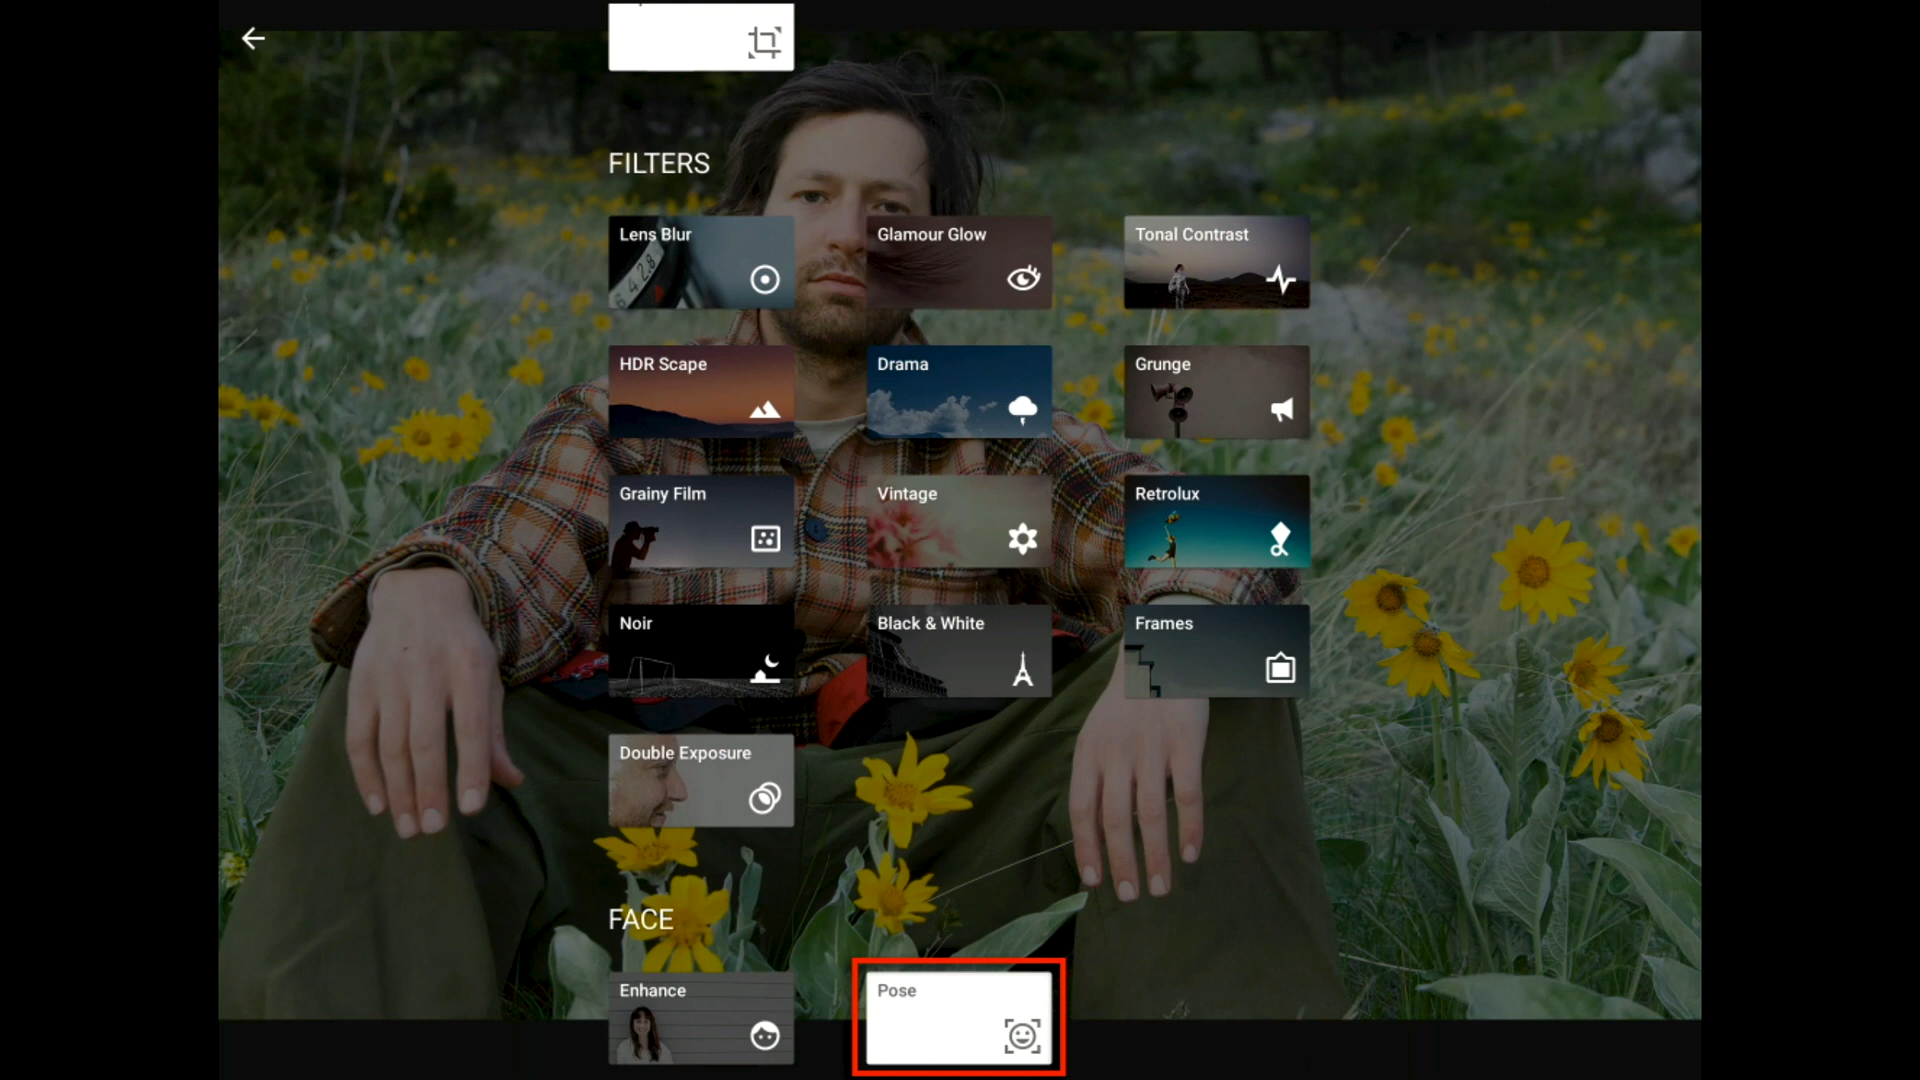 FILTERS
Lens Blur
Glamour Glow
Tonal Contrast
HDR Scape
Drama
Grunge
Grainy Film
Vintage
Retrolux
Noir
Black & White
Frames
Double Exposure
FACE
Enhance
Pose